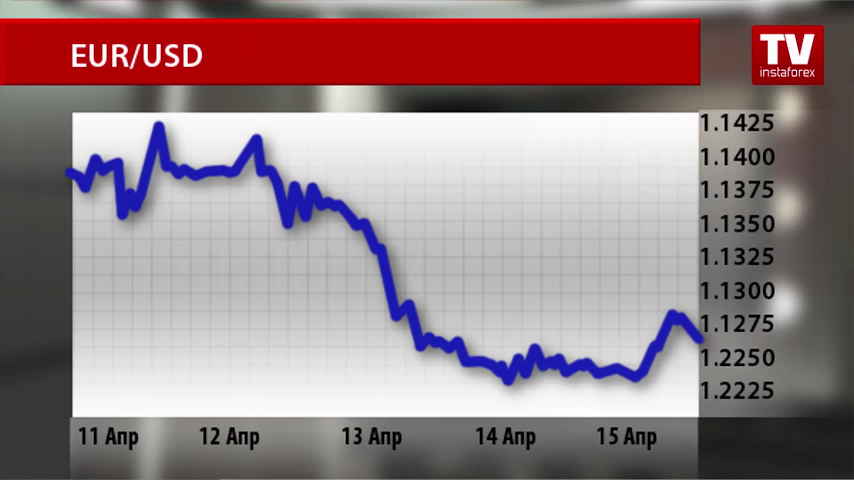 EUR/USD
TV
instaforex
1.1425
1.1400
1.1375
1.1350
1.1325
1.1300
1.1275
1.2250
1.2225
11 Апр
12 Апр
13 Апр
14 Апр
15 Апр